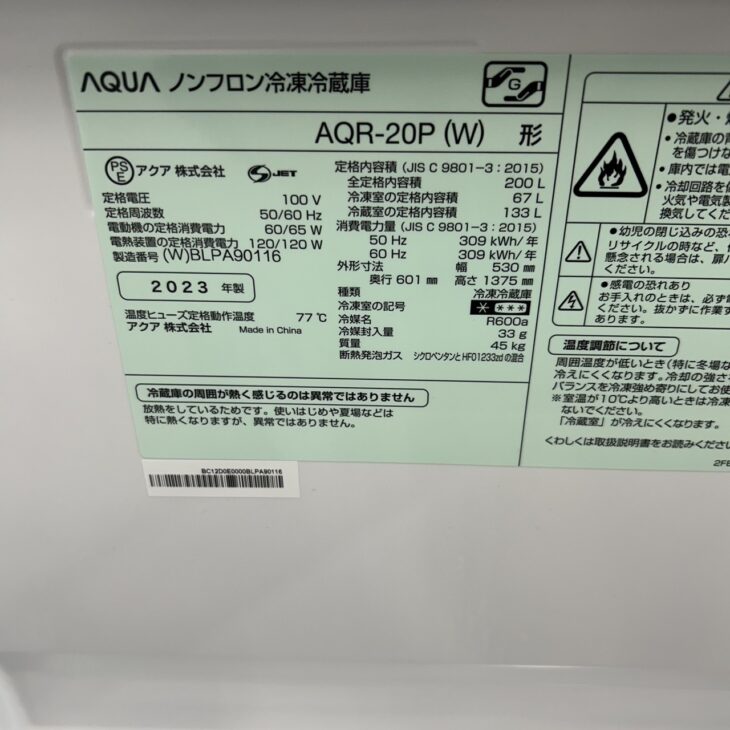 AQUA ノンフロン冷凍冷蔵庫
G
AQR-20P (W) 形
PSE アクア 株式会社 S-JET
定格電圧 100 V
定格周波数 50/60 Hz
電動機の定格消費電力 60/65 W
電熱装置の定格消費電力 120/120 W
製造番号 (W)BLPA90116
2023 年製
温度ヒューズ定格動作温度 77℃
アクア 株式会社 Made in China
定格内容積 (JIS C 9801-3:2015)
全定格内容積 200 L
冷凍室の定格内容積 67 L
冷蔵室の定格内容積 133 L
消費電力量 (JIS C 9801-3:2015)
50 Hz 309 kWh/年
60 Hz 309 kWh/年
外形寸法 幅 530 mm
奥行 601 mm 高さ 1375 mm
種類 冷凍冷蔵庫
冷凍室の記号 * ***
冷媒名 R600a
冷媒封入量 33 g
質量 45 kg
断熱発泡ガス シクロペンタンとHFO1233zdの混合
冷蔵庫の周囲が熱く感じるのは異常ではありません
放熱をしているためです。使いはじめや夏場などは
特に熱くなりますが、異常ではありません。
BC12D0E0000BLPA90116
●発火・
・冷蔵庫の
を傷つけな
・庫内では電
・冷却回路を
火気や電気製
換気してくだ
●幼児の閉じ込めの恐
リサイクルの時など、
懸念される場合は、扉
ください。
●感電の恐れあり
お手入れのときは、必ず
ください。抜かずに作業す
あります。
温度調節について
周囲温度が低いとき(特に冬場な
冷えにくくなります。冷却の強さ
バランスを冷凍強め寄りにしてお使
※室温が10℃より高いときは冷凍
ないでください。
「冷蔵室」が冷えにくくなります。
くわしくは取扱説明書をお読みくださ